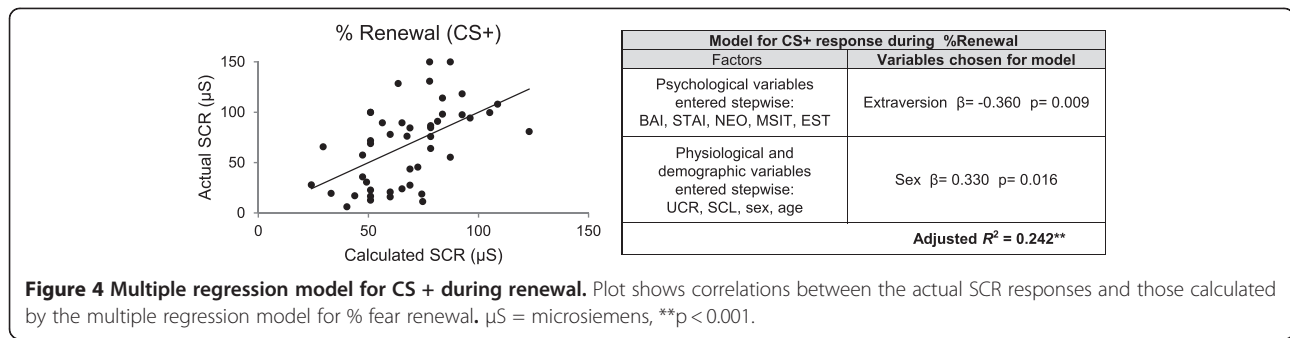 % Renewal (CS+)
150
100
50
0
Actual SCR (µS)
0 50 100 150
Calculated SCR (µS)
Model for CS+ response during %Renewal
Factors Variables chosen for model
Psychological variables
entered stepwise:
BAI, STAI, NEO, MSIT, EST
Extraversion β= -0.360 p= 0.009
Physiological and
demographic variables
entered stepwise:
UCR, SCL, sex, age
Sex β= 0.330 p= 0.016
Adjusted R² = 0.242**
Figure 4 Multiple regression model for CS + during renewal. Plot shows correlations between the actual SCR responses and those calculated
by the multiple regression model for % fear renewal. µS = microsiemens, **p < 0.001.